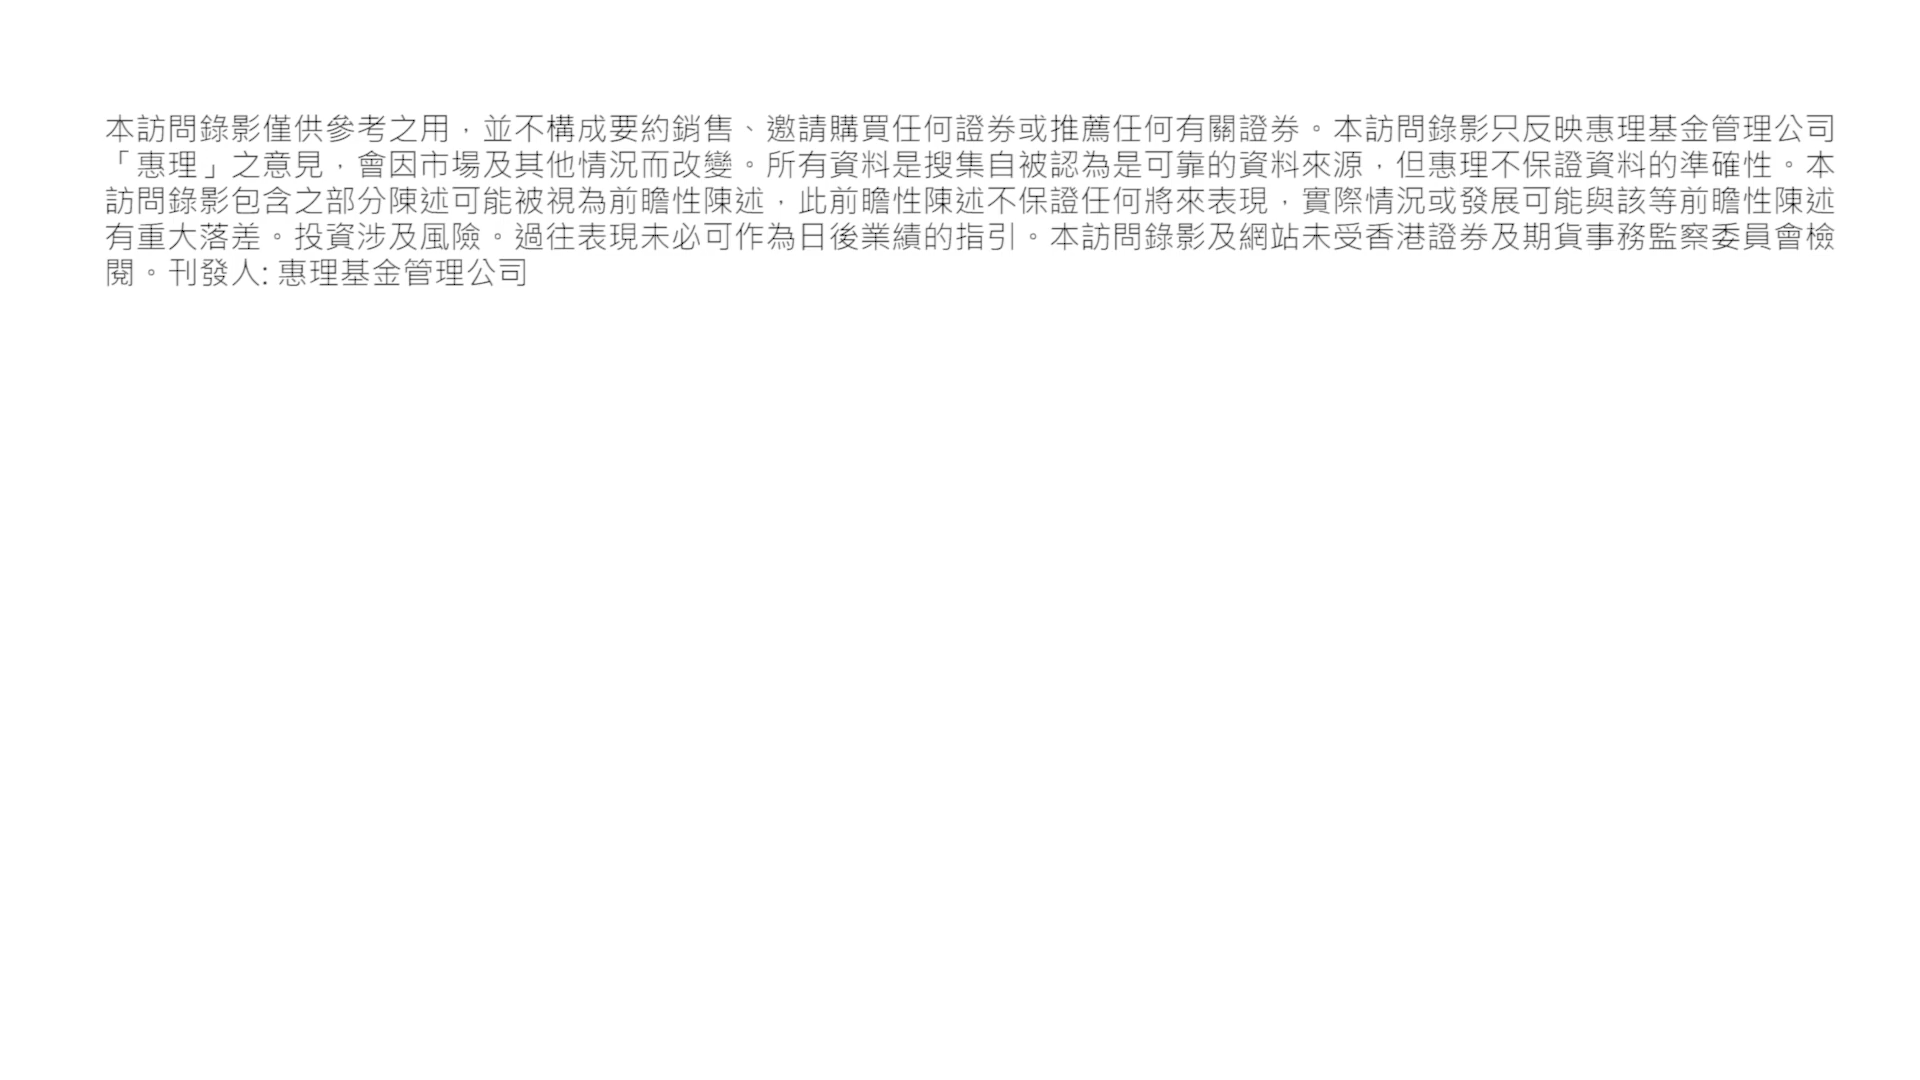 本訪問錄影僅供參考之用，並不構成要約銷售、邀請購買任何證券或推薦任何有關證券。本訪問錄影只反映惠理基金管理公司
「惠理」之意見，會因市場及其他情況而改變。所有資料是搜集自被認為是可靠的資料來源，但惠理不保證資料的準確性。本
訪問錄影包含之部分陳述可能被視為前瞻性陳述，此前瞻性陳述不保證任何將來表現，實際情況或發展可能與該等前瞻性陳述
有重大落差。投資涉及風險。過往表現未必可作為日後業績的指引。本訪問錄影及網站未受香港證券及期貨事務監察委員會檢
閱。刊發人: 惠理基金管理公司